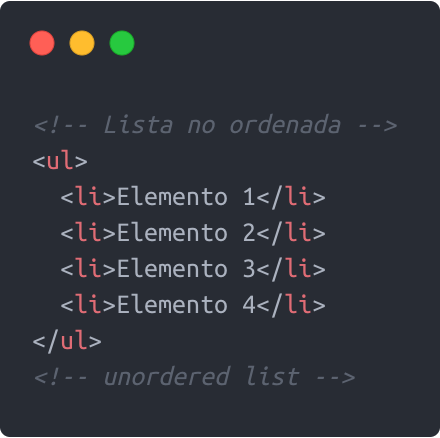 <!-- Lista no ordenada -->
<ul>
  <li>Elemento 1</li>
  <li>Elemento 2</li>
  <li>Elemento 3</li>
  <li>Elemento 4</li>
</ul>
<!-- unordered list -->